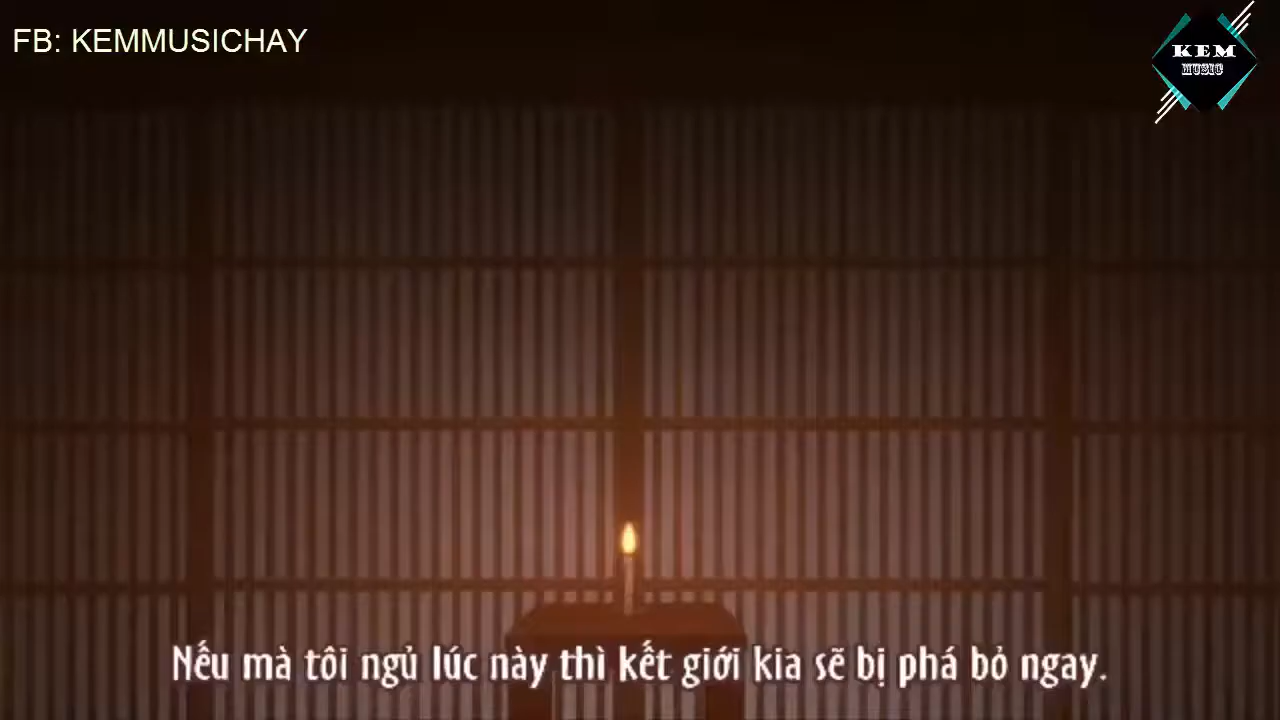 FB: KEMMUSICHAY
KEM
MUSIC
Nếu mà tôi ngủ lúc này thì kết giới kia sẽ bị phá bỏ ngay.